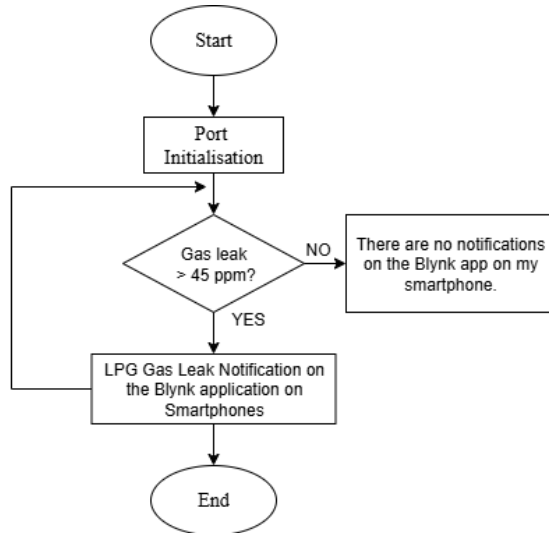 Start
Port
Initialisation
Gas leak
> 45 ppm?
NO
There are no notifications
on the Blynk app on my
smartphone.
YES
LPG Gas Leak Notification on
the Blynk application on
Smartphones
End